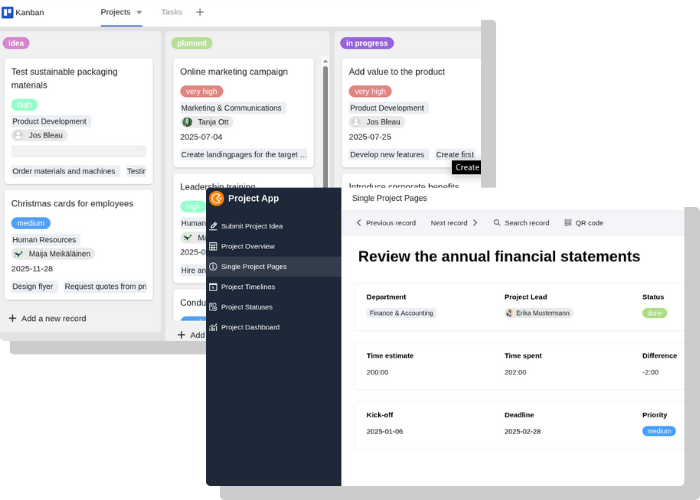 Kanban
Projects
Tasks
idea
Test sustainable packaging
materials
high
Product Development
Jos Bleau
Order materials and machines
Christmas cards for employees
medium
Human Resources
Maija Meikäläinen
2025-11-28
Design flyer
Request quotes from
Add a new record
planned
Online marketing campaign
very high
Marketing & Communications
Tanja Ott
2025-07-04
Create landingpages for the target ...
Leadership training
high
Human
Hire an
Add
in progress
Add value to the product
very high
Product Development
Jos Bleau
2025-07-25
Develop new features
Create first
Create
Introduce corporate benefits
Project App
Submit Project Idea
Project Overview
Single Project Pages
Project Timelines
Project Statuses
Project Dashboard
Single Project Pages
Previous record
Next record
Search record
QR code
Review the annual financial statements
Department
Project Lead
Status
Finance & Accounting
Erika Mustermann
done
Time estimate
Time spent
Difference
200:00
202:00
-2:00
Kick-off
Deadline
Priority
2025-01-06
2025-02-28
medium